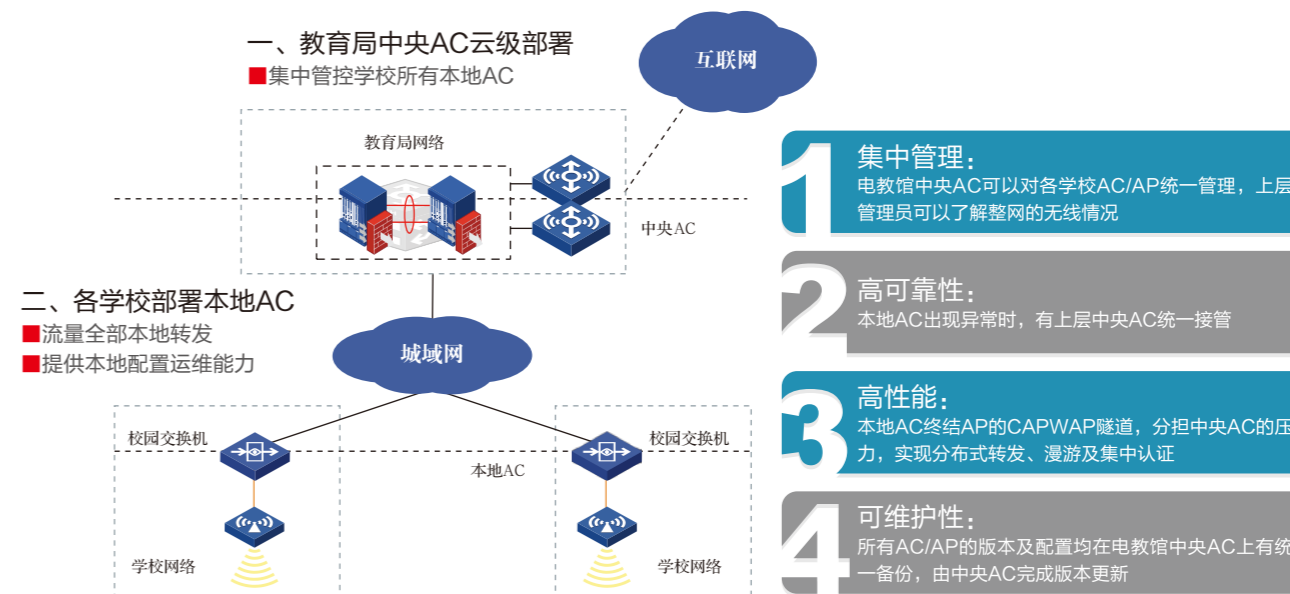 一、教育局中央AC云级部署
■集中管控学校所有本地AC
互联网
教育局网络
中央AC
二、各学校部署本地AC
■流量全部本地转发
■提供本地配置运维能力
城域网
校园交换机
校园交换机
本地AC
学校网络
学校网络
1
集中管理：
电教馆中央AC可以对各学校AC/AP统一管理，上层
管理员可以了解整网的无线情况
2
高可靠性：
本地AC出现异常时，有上层中央AC统一接管
3
高性能：
本地AC终结AP的CAPWAP隧道，分担中央AC的压
力，实现分布式转发、漫游及集中认证
4
可维护性：
所有AC/AP的版本及配置均在电教馆中央AC上有统
一备份，由中央AC完成版本更新